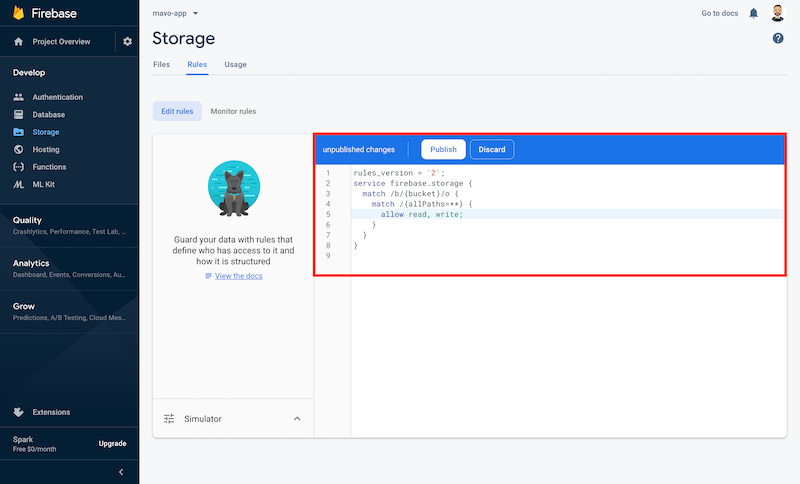 Firebase
Project Overview
Develop
Authentication
Database
Storage
Hosting
Functions
ML Kit
Quality
Crashlytics, Performance, Test Lab, ...
Analytics
Dashboard, Events, Conversions, Au...
Grow
Predictions, A/B Testing, Cloud Mes...
Extensions
Spark
Free $0/month
Upgrade
mavo-app
Go to docs
Storage
Files
Rules
Usage
Edit rules
Monitor rules
Guard your data with rules that
define who has access to it and
how it is structured
View the docs
Simulator
unpublished changes
Publish
Discard
1 rules_version = '2';
2 service firebase.storage {
3 match /b/{bucket}/o {
4 match /{allPaths=**} {
5 allow read, write;
6 }
7 }
8 }
9